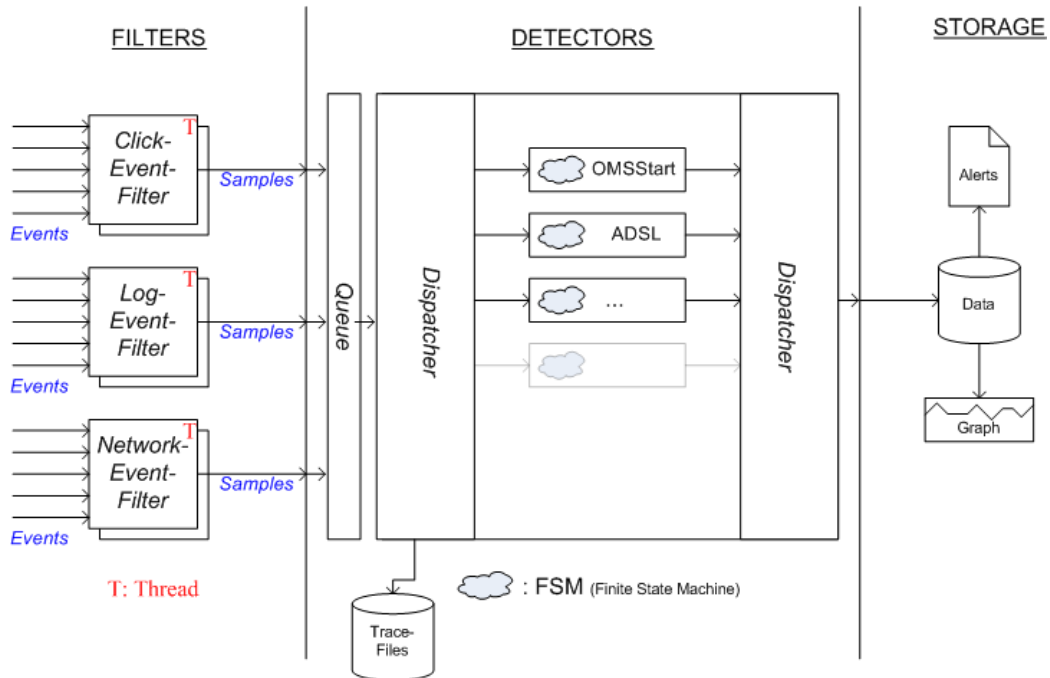 FILTERS
DETECTORS
STORAGE
T
Click-
Event-
Filter
Samples
Events
T
Log-
Event-
Filter
Samples
Events
T
Network-
Event-
Filter
Samples
Events
T: Thread
Queue
Dispatcher
OMSStart
ADSL
...
Dispatcher
: FSM (Finite State Machine)
Trace-
Files
Alerts
Data
Graph